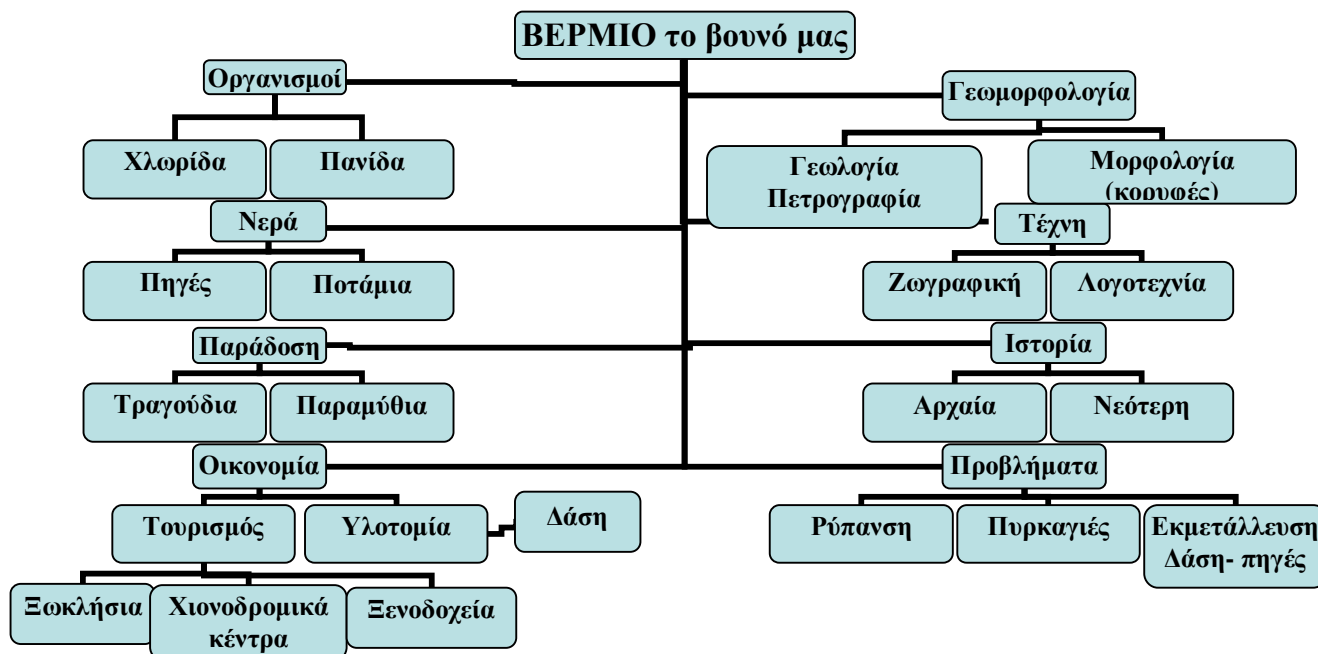 ΒΕΡΜΙΟ το βουνό μας
Οργανισμοί
Χλωρίδα
Πανίδα
Νερά
Πηγές
Ποτάμια
Παράδοση
Τραγούδια
Παραμύθια
Οικονομία
Τουρισμός
Υλοτομία
Δάση
Ξωκλήσια
Χιονοδρομικά
κέντρα
Ξενοδοχεία
Γεωμορφολογία
Γεωλογία
Πετρογραφία
Μορφολογία
(κορυφές)
Τέχνη
Ζωγραφική
Λογοτεχνία
Ιστορία
Αρχαία
Νεότερη
Προβλήματα
Ρύπανση
Πυρκαγιές
Εκμετάλλευση
Δάση- πηγές